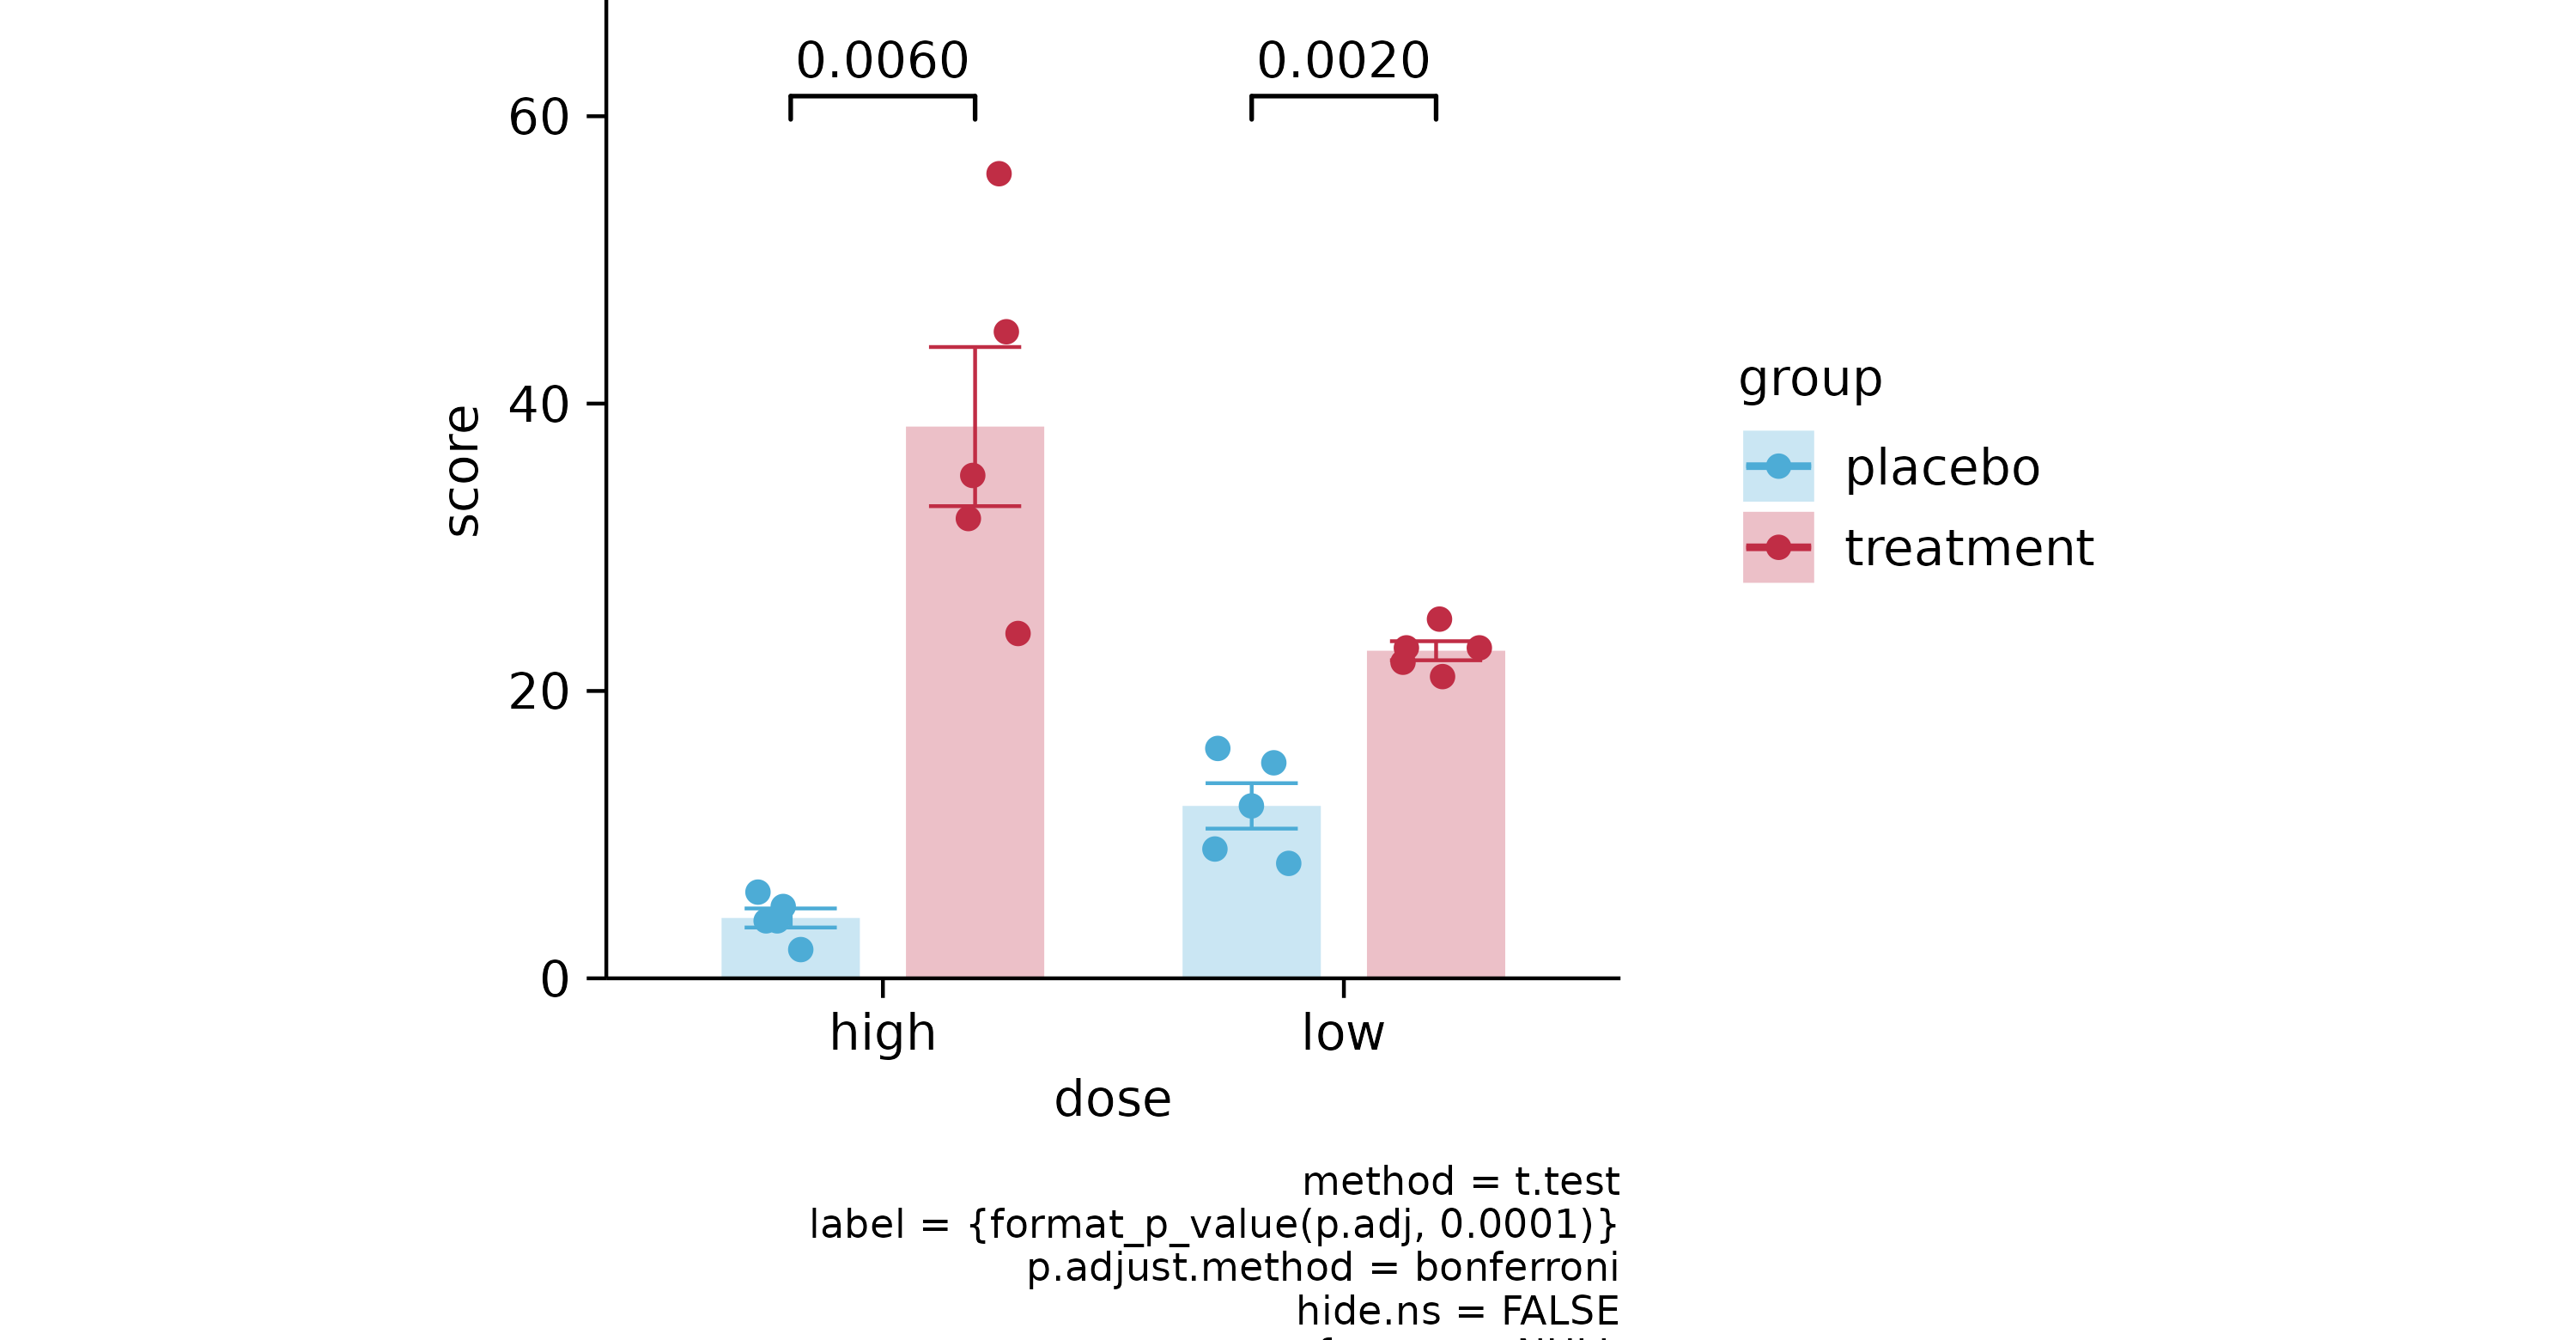 0.0060 0.0020
60
40
20
0
score
high low
dose
group
placebo
treatment
method = t.test
label = {format_p_value(p.adj, 0.0001)}
p.adjust.method = bonferroni
hide.ns = FALSE